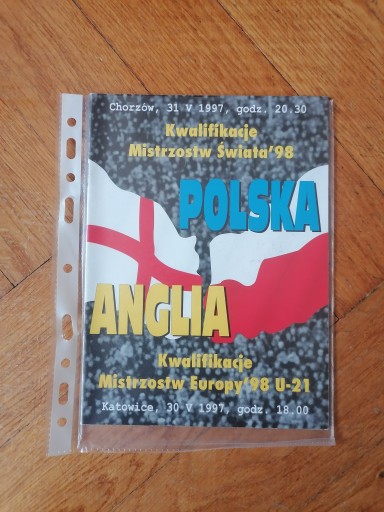 Chorzów, 31 V 1997, godz. 20.30
Kwalifikacje
Mistrzostw Świata'98
POLSKA
ANGLIA
Kwalifikacje
Mistrzostw Europy'98 U-21
Katowice, 30 V 1997, godz. 18.00